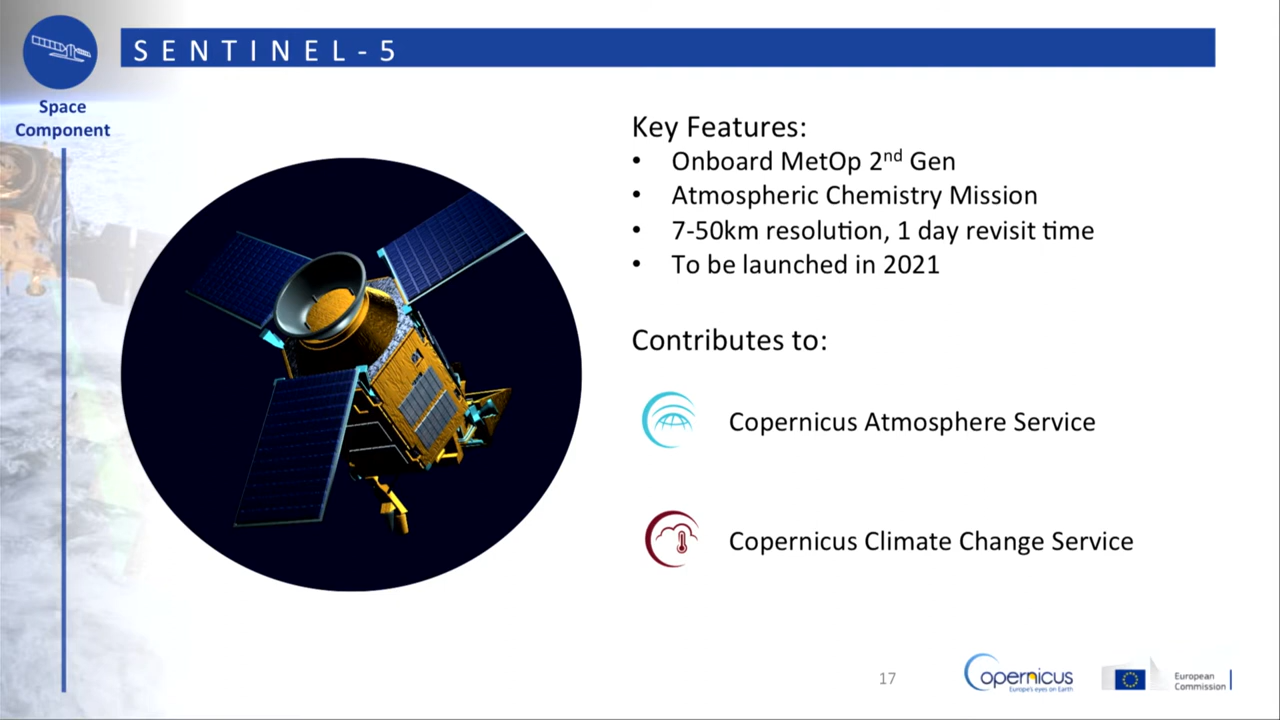 SENTINEL-5
Space
Component
Key Features:
• Onboard MetOp 2nd Gen
• Atmospheric Chemistry Mission
• 7-50km resolution, 1 day revisit time
• To be launched in 2021
Contributes to:
Copernicus Atmosphere Service
Copernicus Climate Change Service
17
opernicus
Europe's eyes on Earth
European
Commission